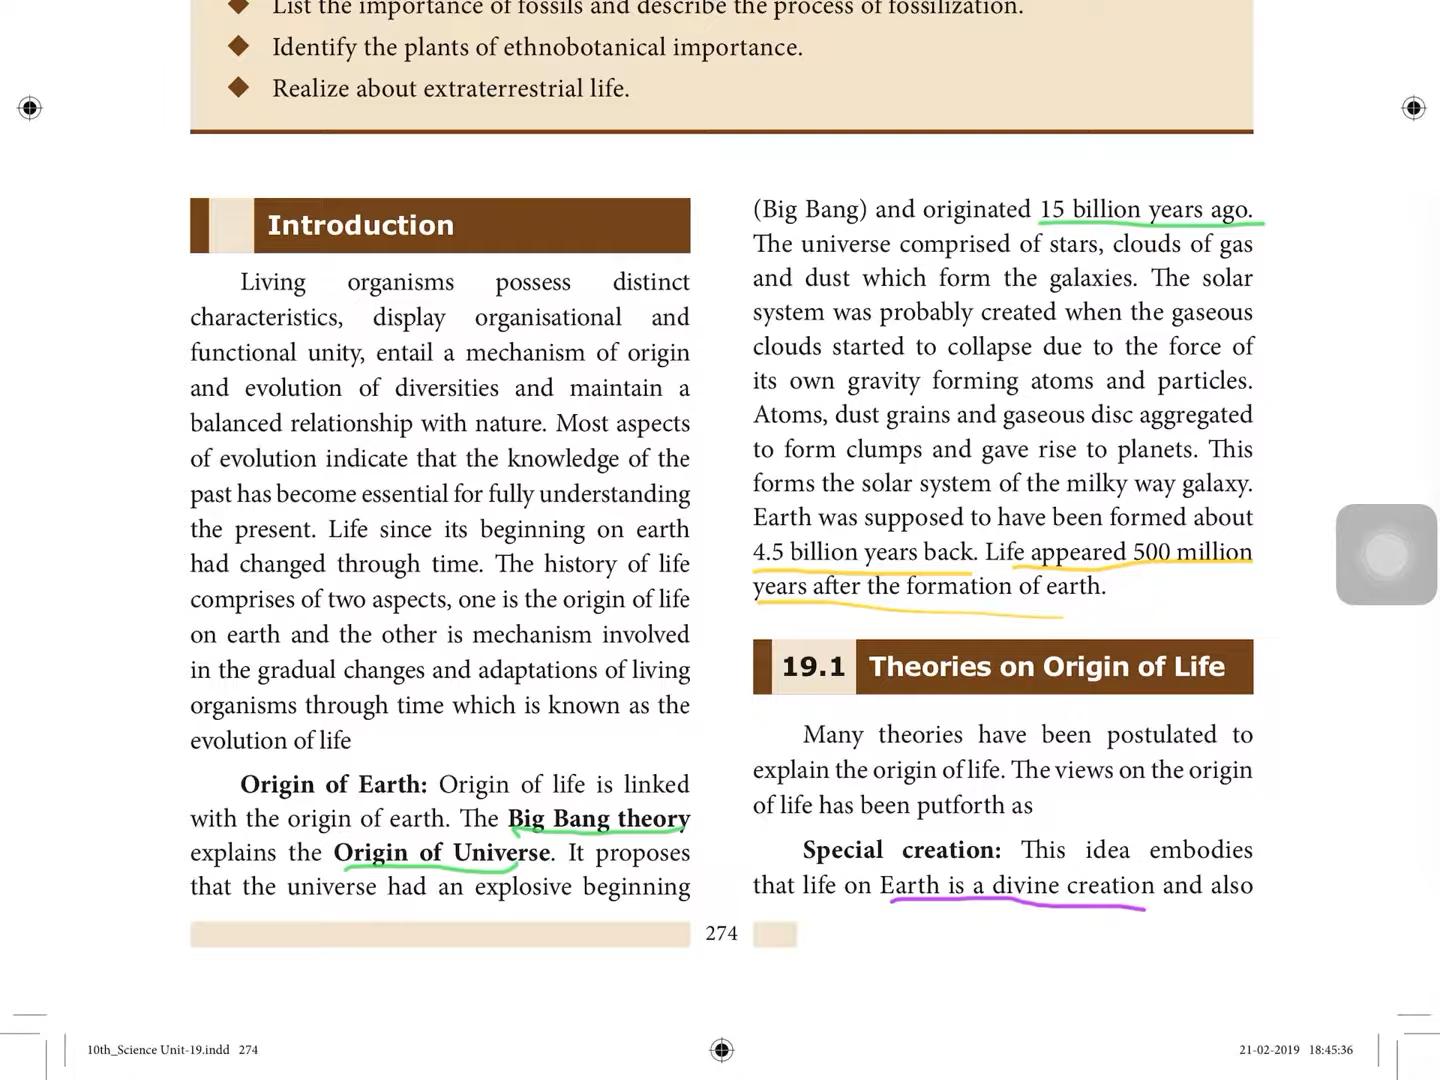 List the importance of fossils and describe the process of fossilization.
Identify the plants of ethnobotanical importance.
Realize about extraterrestrial life.
Introduction
Living organisms possess distinct
characteristics, display organisational and
functional unity, entail a mechanism of origin
and evolution of diversities and maintain a
balanced relationship with nature. Most aspects
of evolution indicate that the knowledge of the
past has become essential for fully understanding
the present. Life since its beginning on earth
had changed through time. The history of life
comprises of two aspects, one is the origin of life
on earth and the other is mechanism involved
in the gradual changes and adaptations of living
organisms through time which is known as the
evolution of life
Origin of Earth: Origin of life is linked
with the origin of earth. The Big Bang theory
explains the Origin of Universe. It proposes
that the universe had an explosive beginning
(Big Bang) and originated 15 billion years ago.
The universe comprised of stars, clouds of gas
and dust which form the galaxies. The solar
system was probably created when the gaseous
clouds started to collapse due to the force of
its own gravity forming atoms and particles.
Atoms, dust grains and gaseous disc aggregated
to form clumps and gave rise to planets. This
forms the solar system of the milky way galaxy.
Earth was supposed to have been formed about
4.5 billion years back. Life appeared 500 million
years after the formation of earth.
19.1 Theories on Origin of Life
Many theories have been postulated to
explain the origin of life. The views on the origin
of life has been putforth as
Special creation: This idea embodies
that life on Earth is a divine creation and also
274
10th_Science Unit-19.indd 274
21-02-2019 18:45:36